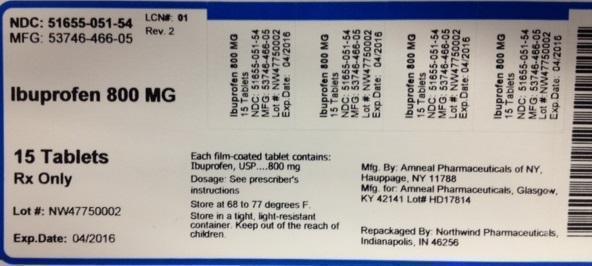 NDC: 51655-051-54
MFG: 53746-466-05
LCN#: 01
Rev. 2
Ibuprofen 800 MG
15 Tablets
Rx Only
Lot #: NW47750002
Exp.Date: 04/2016
Each film-coated tablet contains:
Ibuprofen, USP....800 mg
Dosage: See prescriber's
instructions
Store at 68 to 77 degrees F.
Store in a tight, light-resistant
container. Keep out of the reach of
children.
Ibuprofen 800 MG
15 Tablets
NDC: 51655-051-54
MFG: 53746-466-05
Lot #: NW47750002
Exp.Date: 04/2016
Ibuprofen 800 MG
15 Tablets
NDC: 51655-051-54
MFG: 53746-466-05
Lot #: NW47750002
Exp.Date: 04/2016
Ibuprofen 800 MG
15 Tablets
NDC: 51655-051-54
MFG: 53746-466-05
Lot #: NW47750002
Exp.Date: 04/2016
Ibuprofen 800 MG
15 Tablets
NDC: 51655-051-54
MFG: 53746-466-05
Lot #: NW47750002
Exp.Date: 04/2016
Mfg. By: Amneal Pharmaceuticals of NY,
Hauppage, NY 11788
Mfg. for: Amneal Pharmaceuticals, Glasgow,
KY 42141 Lot# HD17814
Repackaged By: Northwind Pharmaceuticals,
Indianapolis, IN 46256